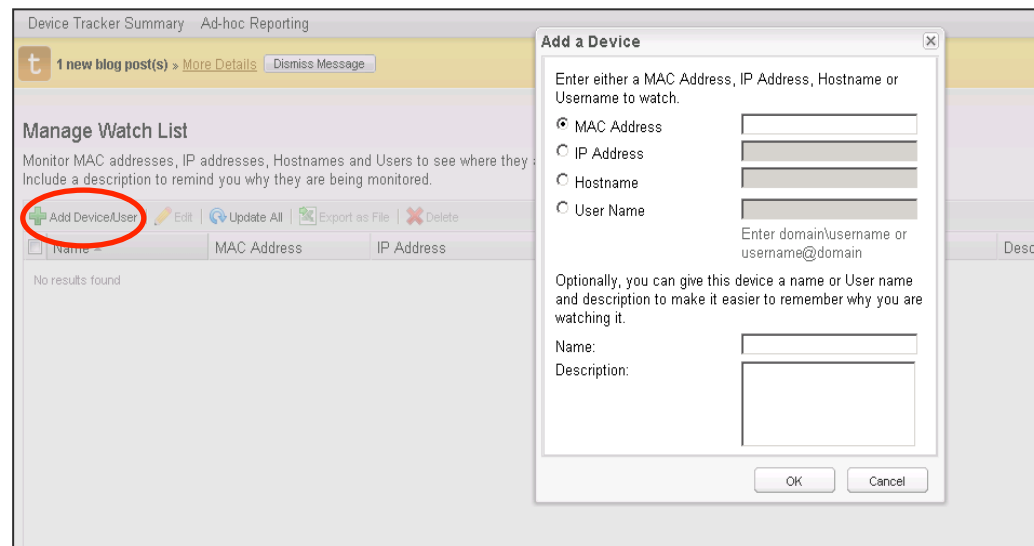 Device Tracker Summary Ad-hoc Reporting
t 1 new blog post(s) » More Details Dismiss Message
Manage Watch List
Monitor MAC addresses, IP addresses, Hostnames and Users to see where they
Include a description to remind you why they are being monitored.
Add Device/User Edit Update All Export as File Delete
Name MAC Address IP Address Desc
No results found
Add a Device
Enter either a MAC Address, IP Address, Hostname or
Username to watch.
MAC Address
IP Address
Hostname
User Name
Enter domain\username or
username@domain
Optionally, you can give this device a name or User name
and description to make it easier to remember why you are
watching it.
Name:
Description:
OK Cancel